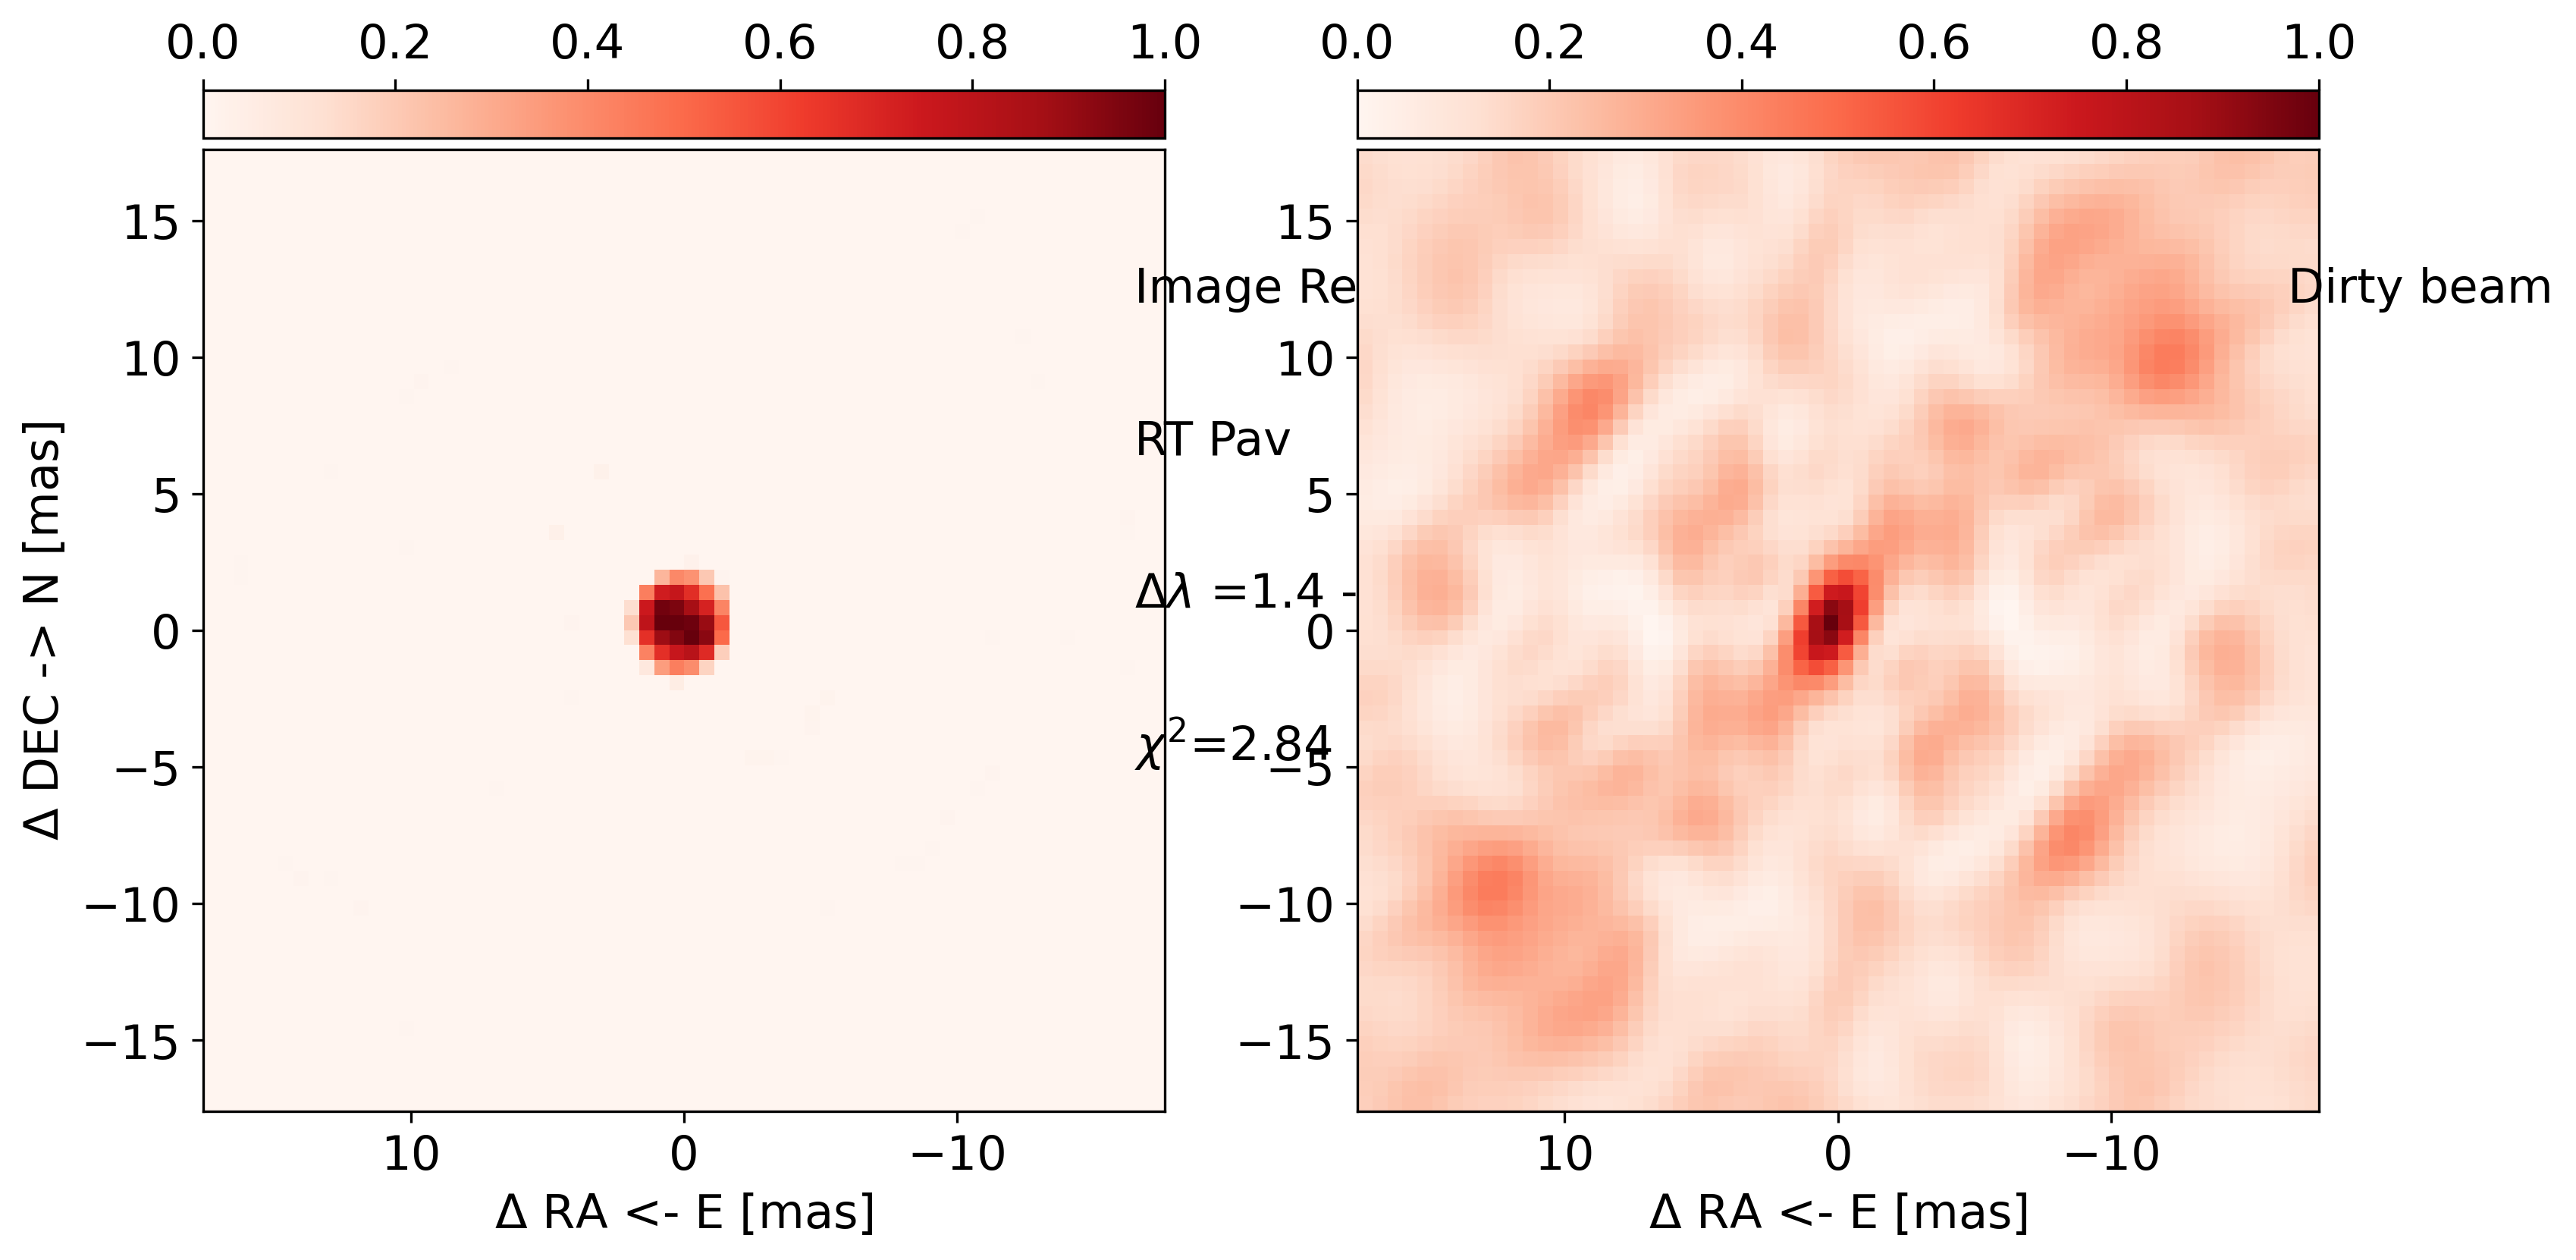 0.0 0.2 0.4 0.6 0.8 1.0
0.0 0.2 0.4 0.6 0.8 1.0
Δ DEC -> N [mas]
15
10
5
0
−5
−10
−15
10 0 −10
Δ RA <- E [mas]
Image Re
RT Pav
Δλ =1.4 -
χ²=2.84
15
10
5
0
−5
−10
−15
10 0 −10
Δ RA <- E [mas]
Dirty beam